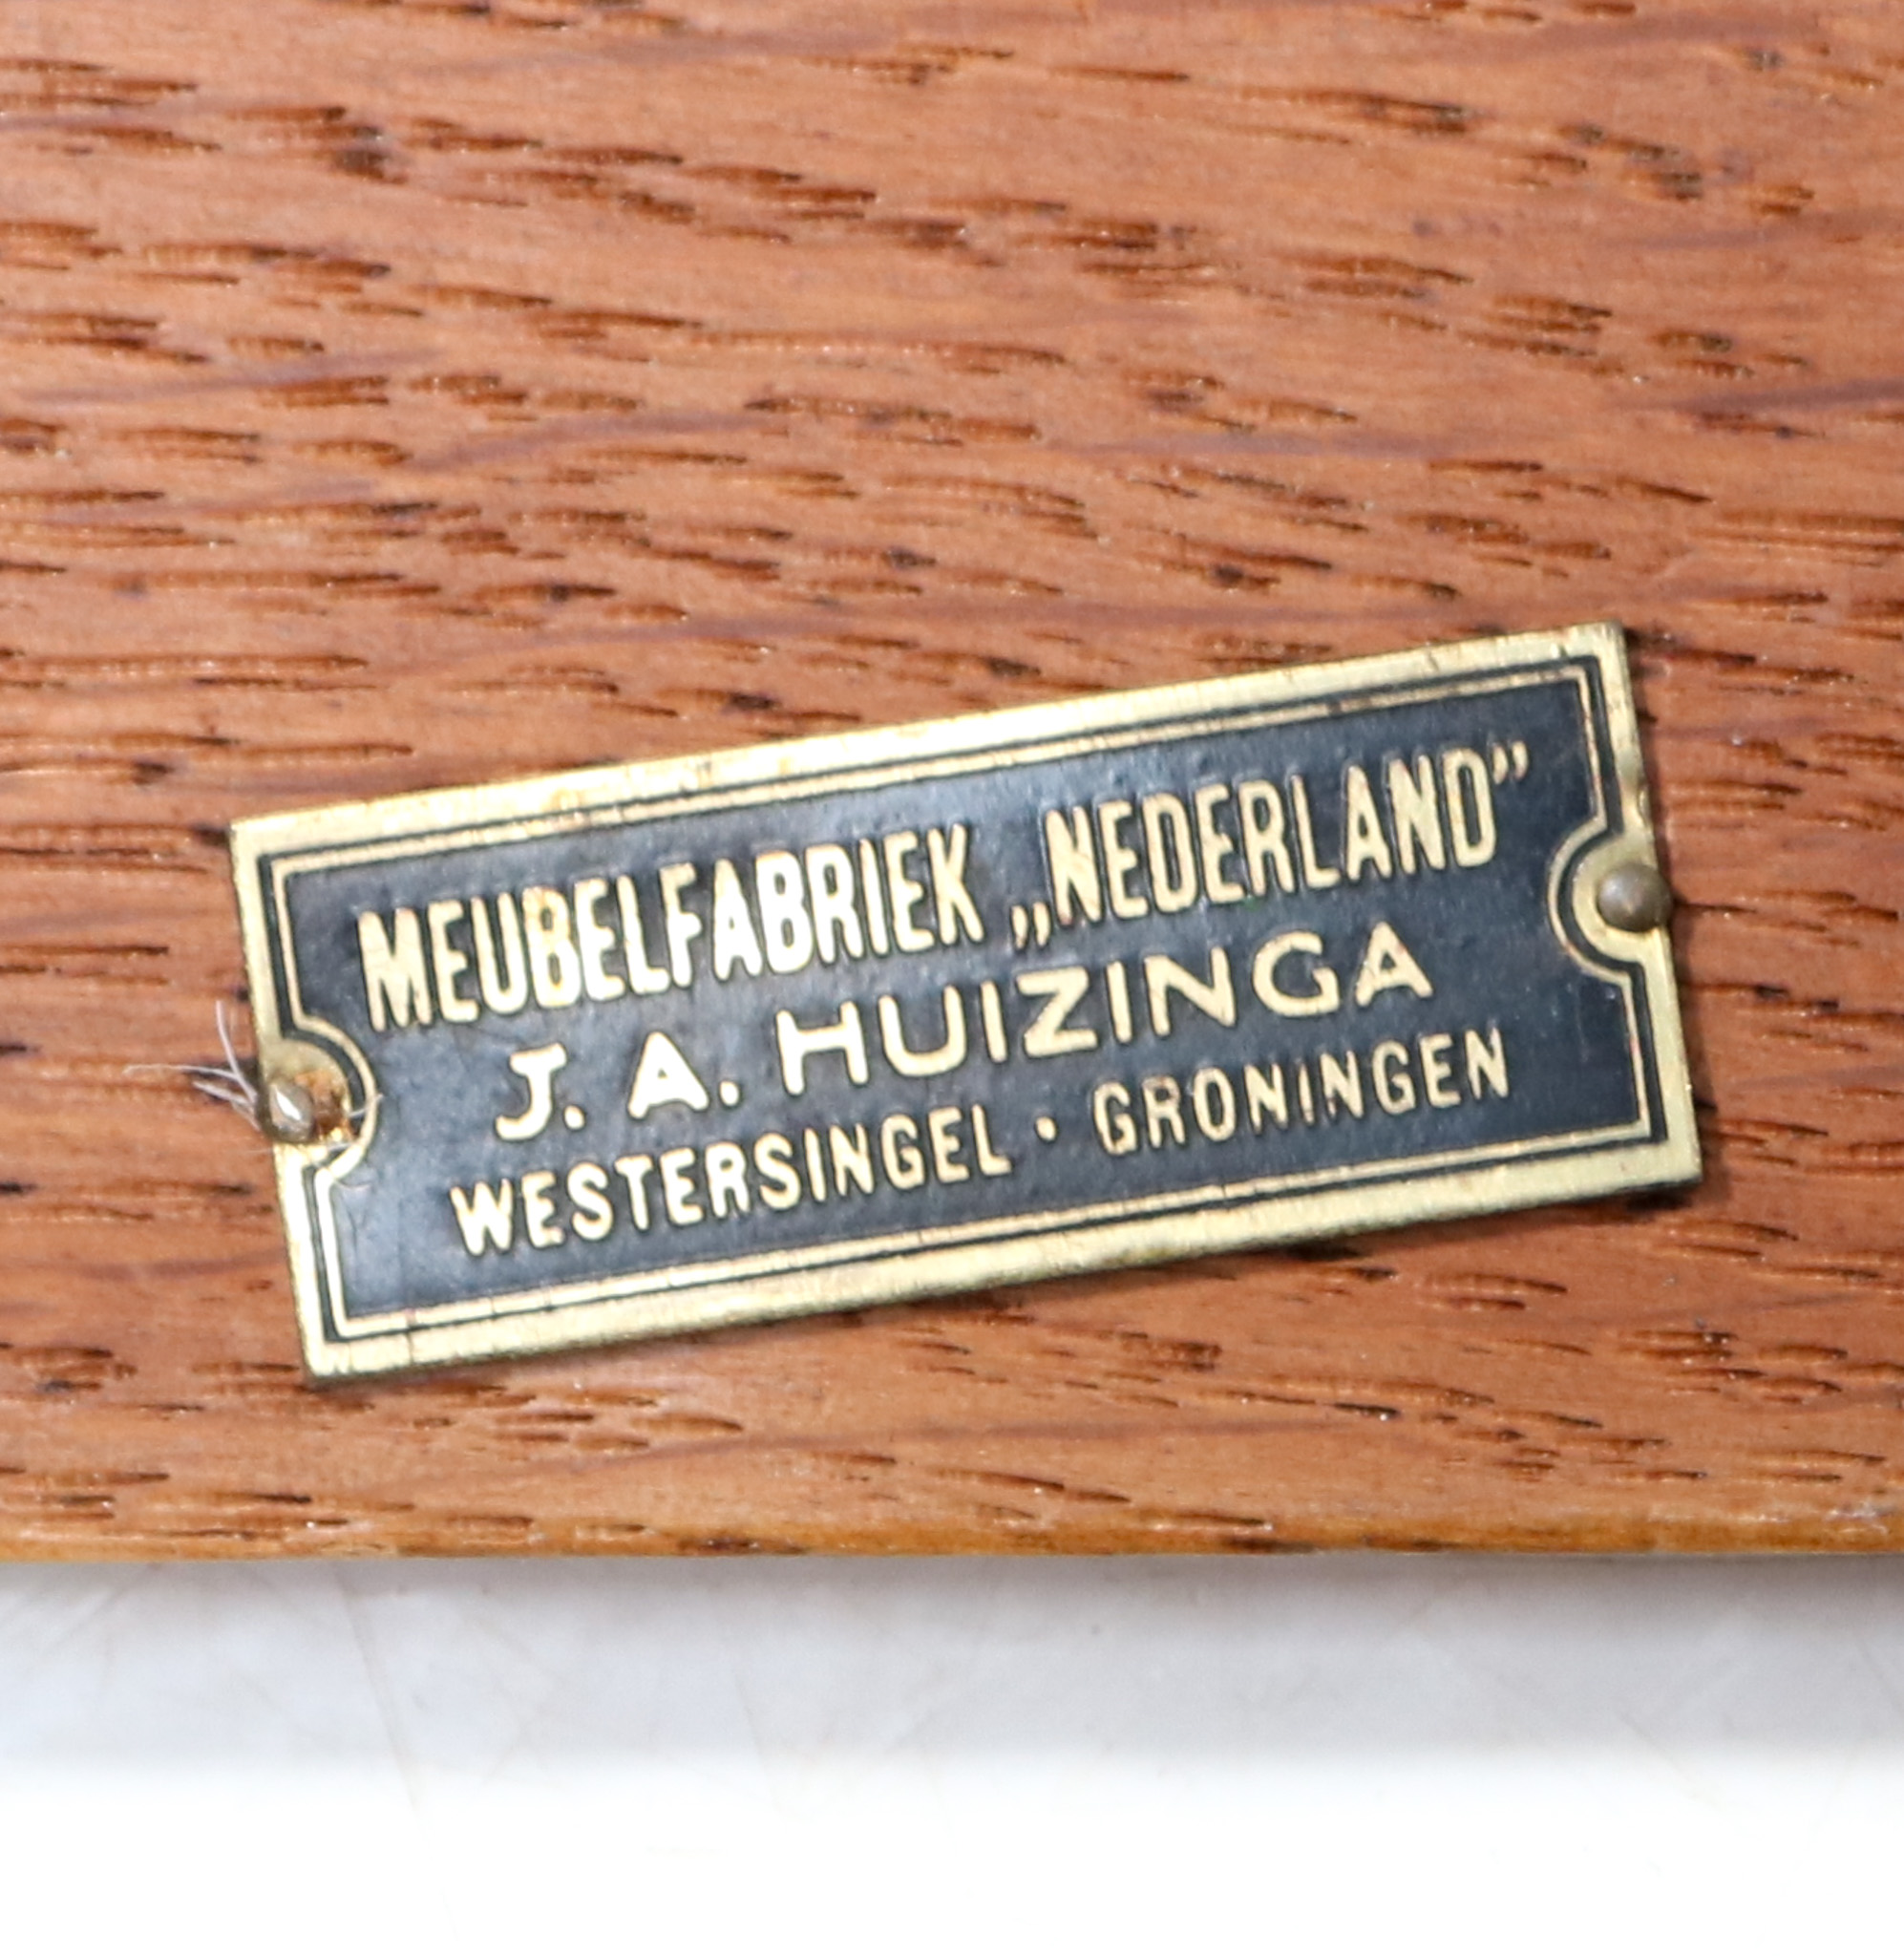 MEUBELFABRIEK „NEDERLAND”
J. A. HUIZINGA
WESTERSINGEL · GRONINGEN